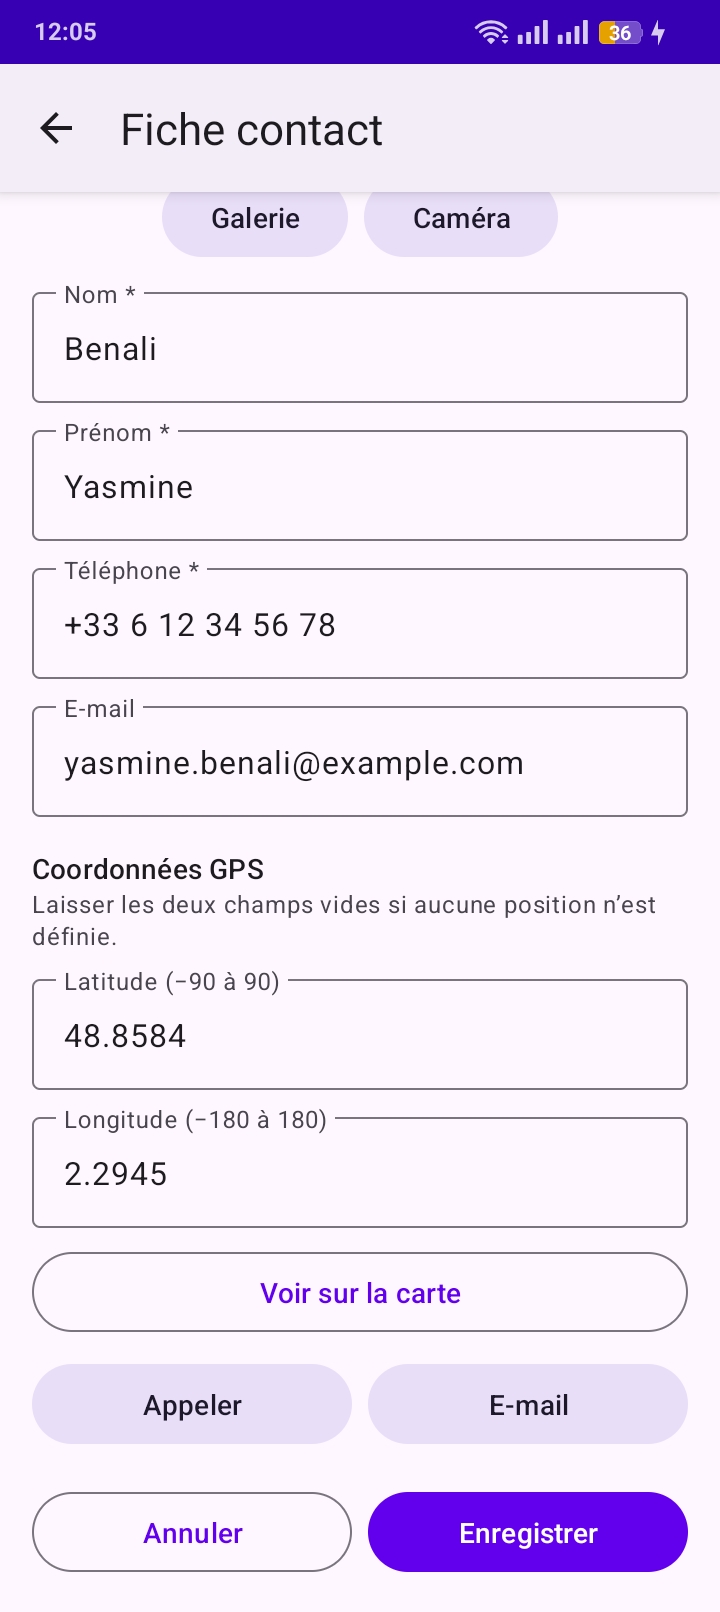 12:05
36
Fiche contact
Galerie
Caméra
Nom *
Benali
Prénom *
Yasmine
Téléphone *
+33 6 12 34 56 78
E-mail
yasmine.benali@example.com
Coordonnées GPS
Laisser les deux champs vides si aucune position n’est
définie.
Latitude (−90 à 90)
48.8584
Longitude (−180 à 180)
2.2945
Voir sur la carte
Appeler
E-mail
Annuler
Enregistrer